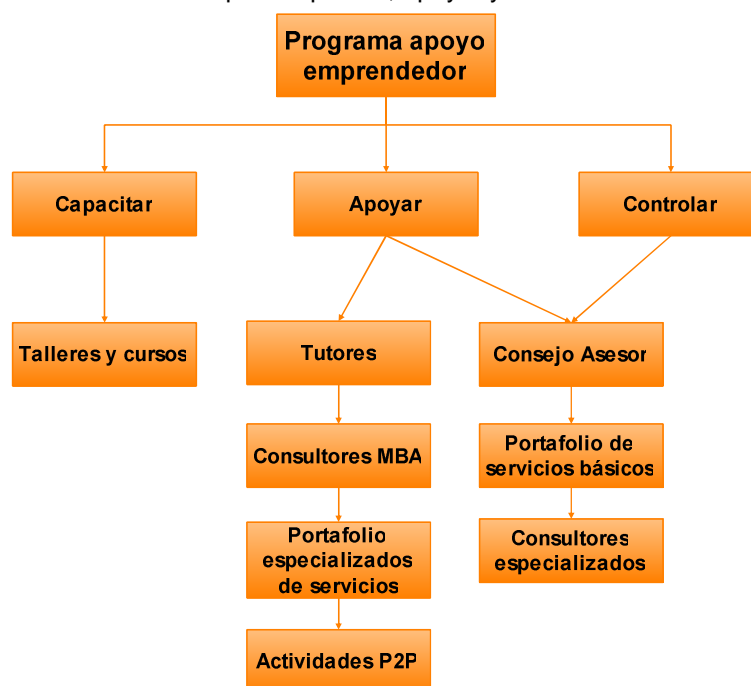 Programa apoyo
emprendedor
Capacitar
Apoyar
Controlar
Talleres y cursos
Tutores
Consejo Asesor
Consultores MBA
Portafolio de
servicios básicos
Portafolio
especializados
de servicios
Consultores
especializados
Actividades P2P